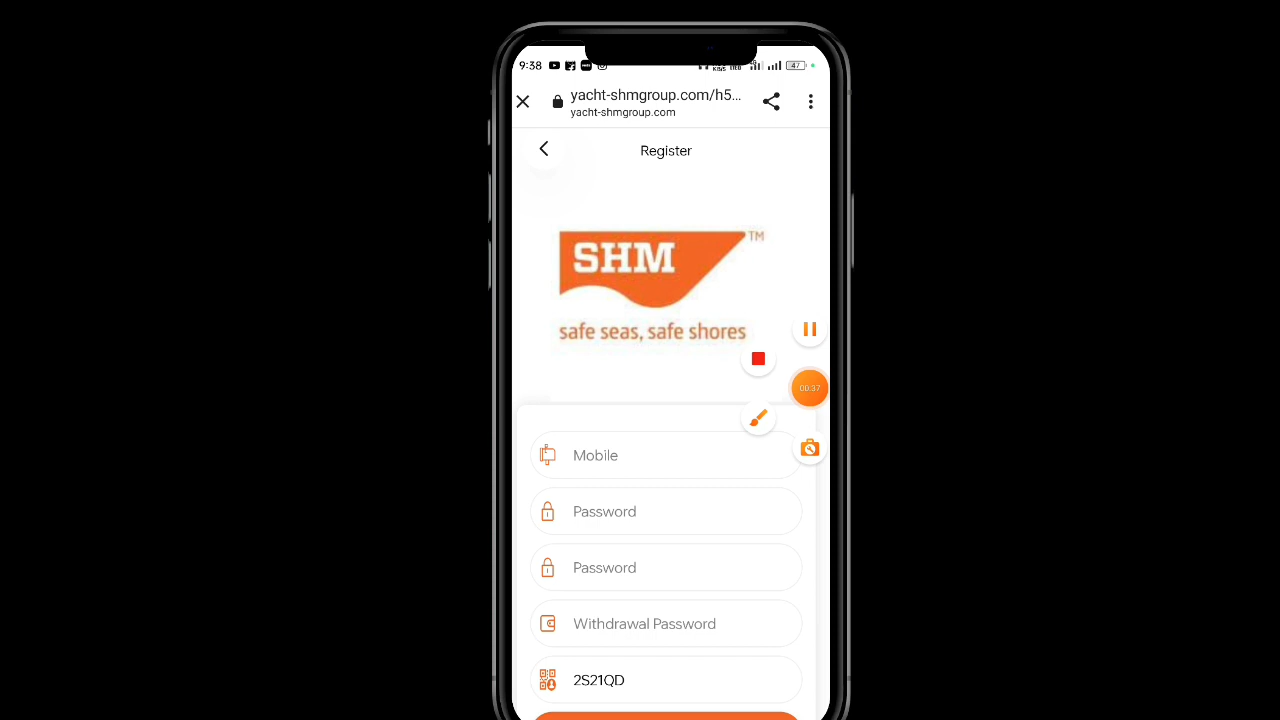 9:38
47
yacht-shmgroup.com/h5...
yacht-shmgroup.com
Register
SHM
TM
safe seas, safe shores
00:37
Mobile
Password
Password
Withdrawal Password
2S21QD